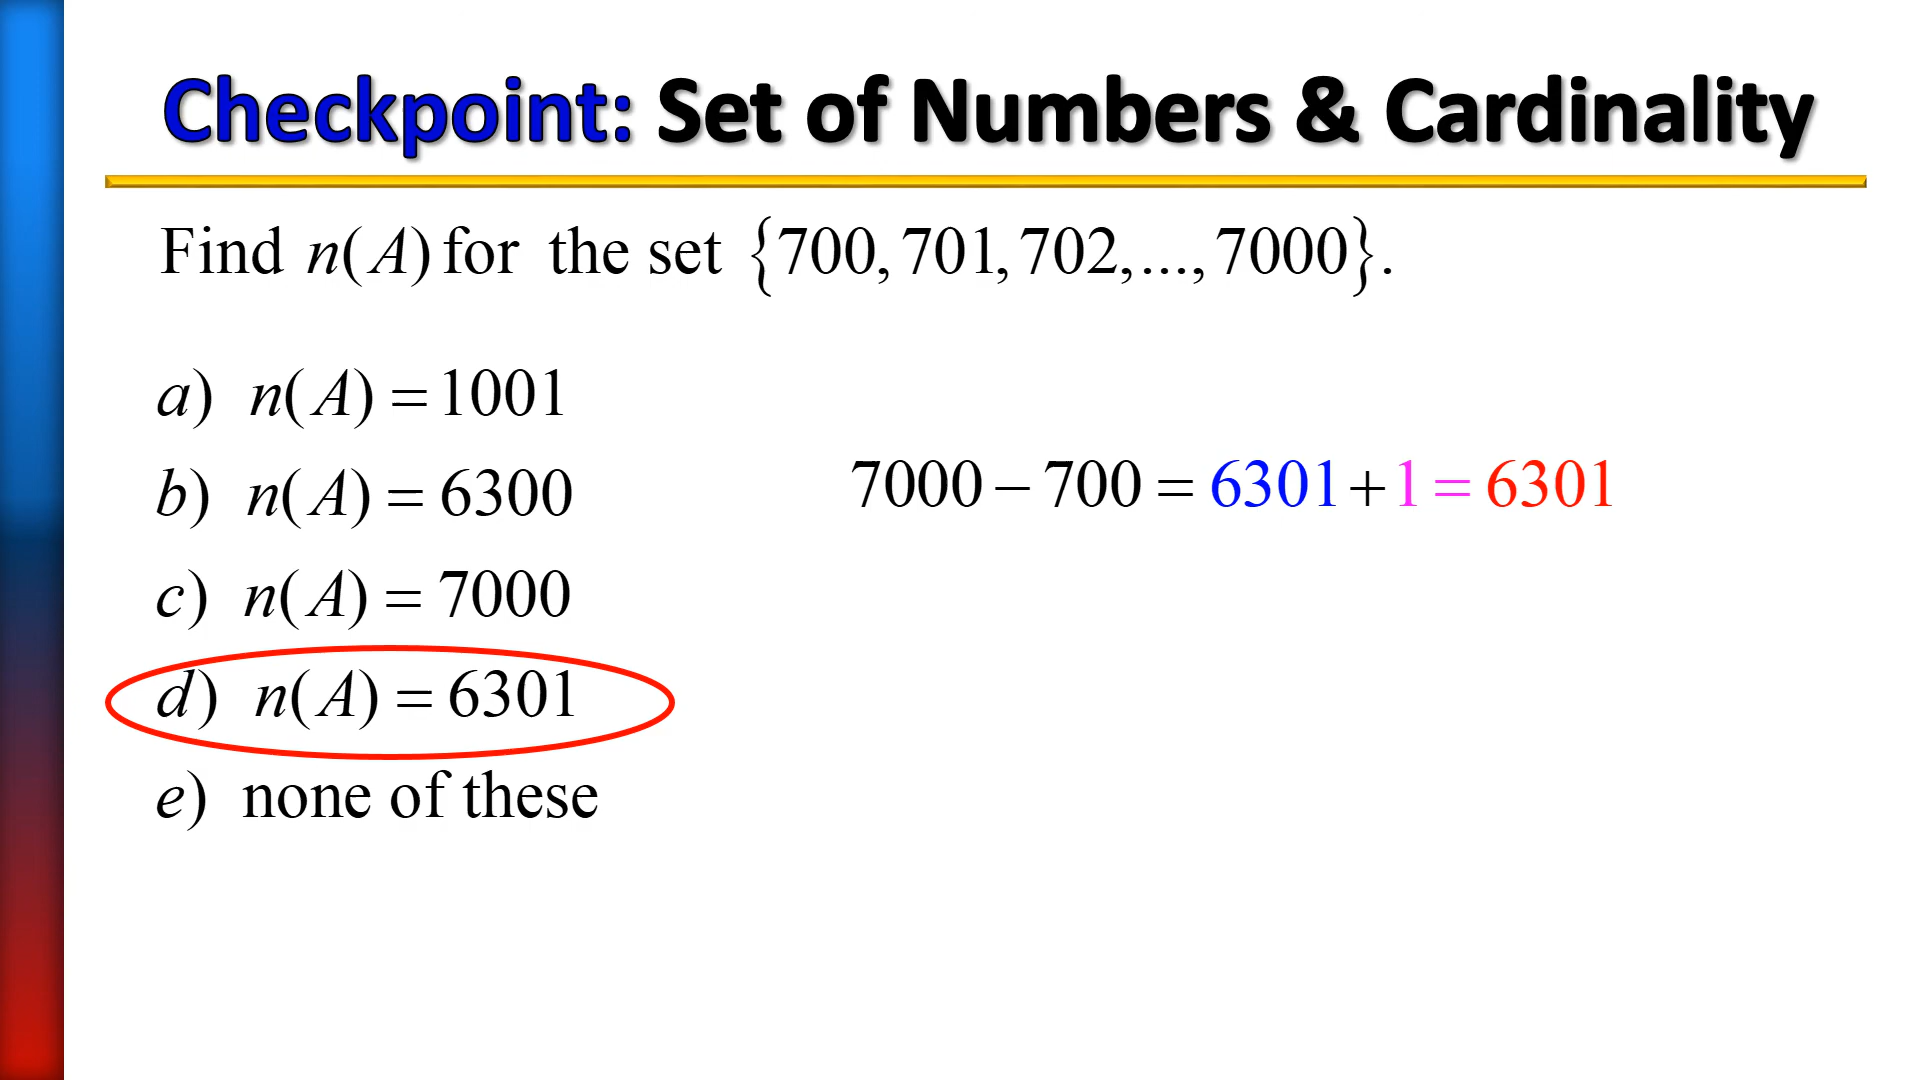 Checkpoint: Set of Numbers & Cardinality
Find n(A) for the set {700, 701, 702,..., 7000}.
a) n(A) = 1001
b) n(A) = 6300
7000 − 700 = 6301 + 1 = 6301
c) n(A) = 7000
d) n(A) = 6301
e) none of these